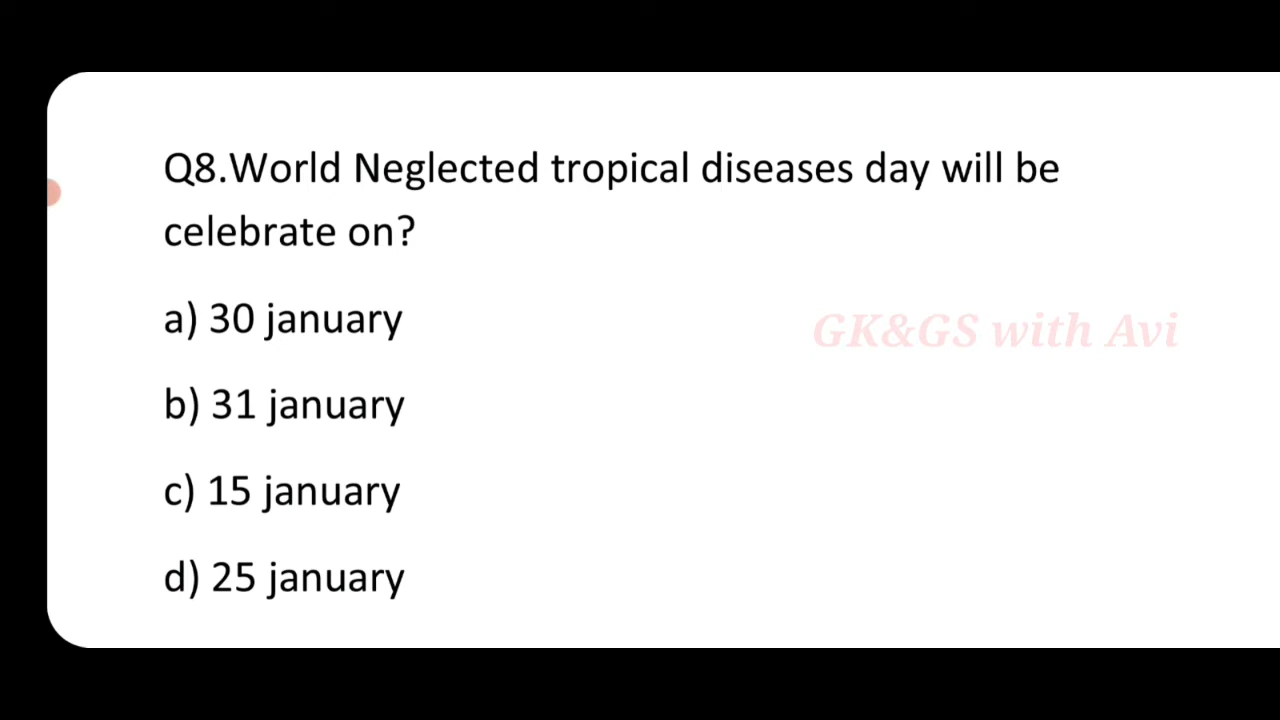 Q8.World Neglected tropical diseases day will be
celebrate on?
a) 30 january
GK&GS with Avi
b) 31 january
c) 15 january
d) 25 january